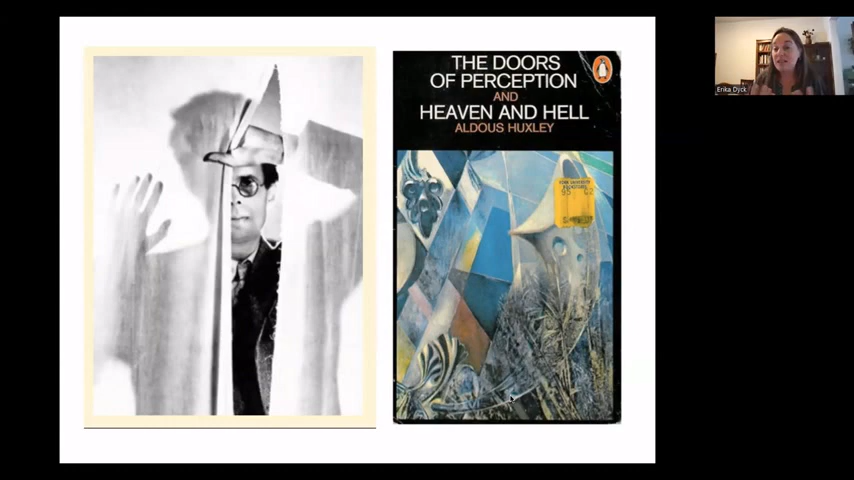 THE DOORS
OF PERCEPTION
AND
HEAVEN AND HELL
ALDOUS HUXLEY
Erika Dyck